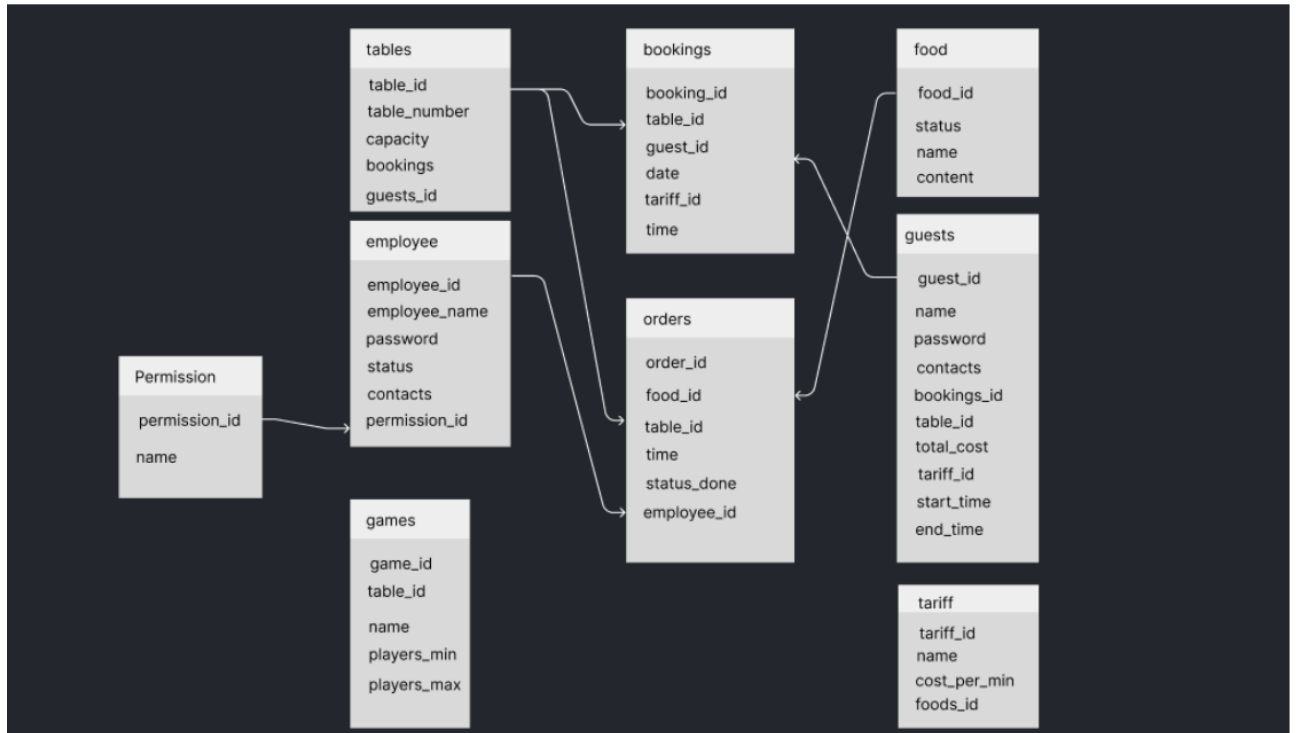 tables
table_id
table_number
capacity
bookings
guests_id
employee
employee_id
employee_name
password
status
contacts
permission_id
Permission
permission_id
name
games
game_id
table_id
name
players_min
players_max
bookings
booking_id
table_id
guest_id
date
tariff_id
time
orders
order_id
food_id
table_id
time
status_done
employee_id
food
food_id
status
name
content
guests
guest_id
name
password
contacts
bookings_id
table_id
total_cost
tariff_id
start_time
end_time
tariff
tariff_id
name
cost_per_min
foods_id